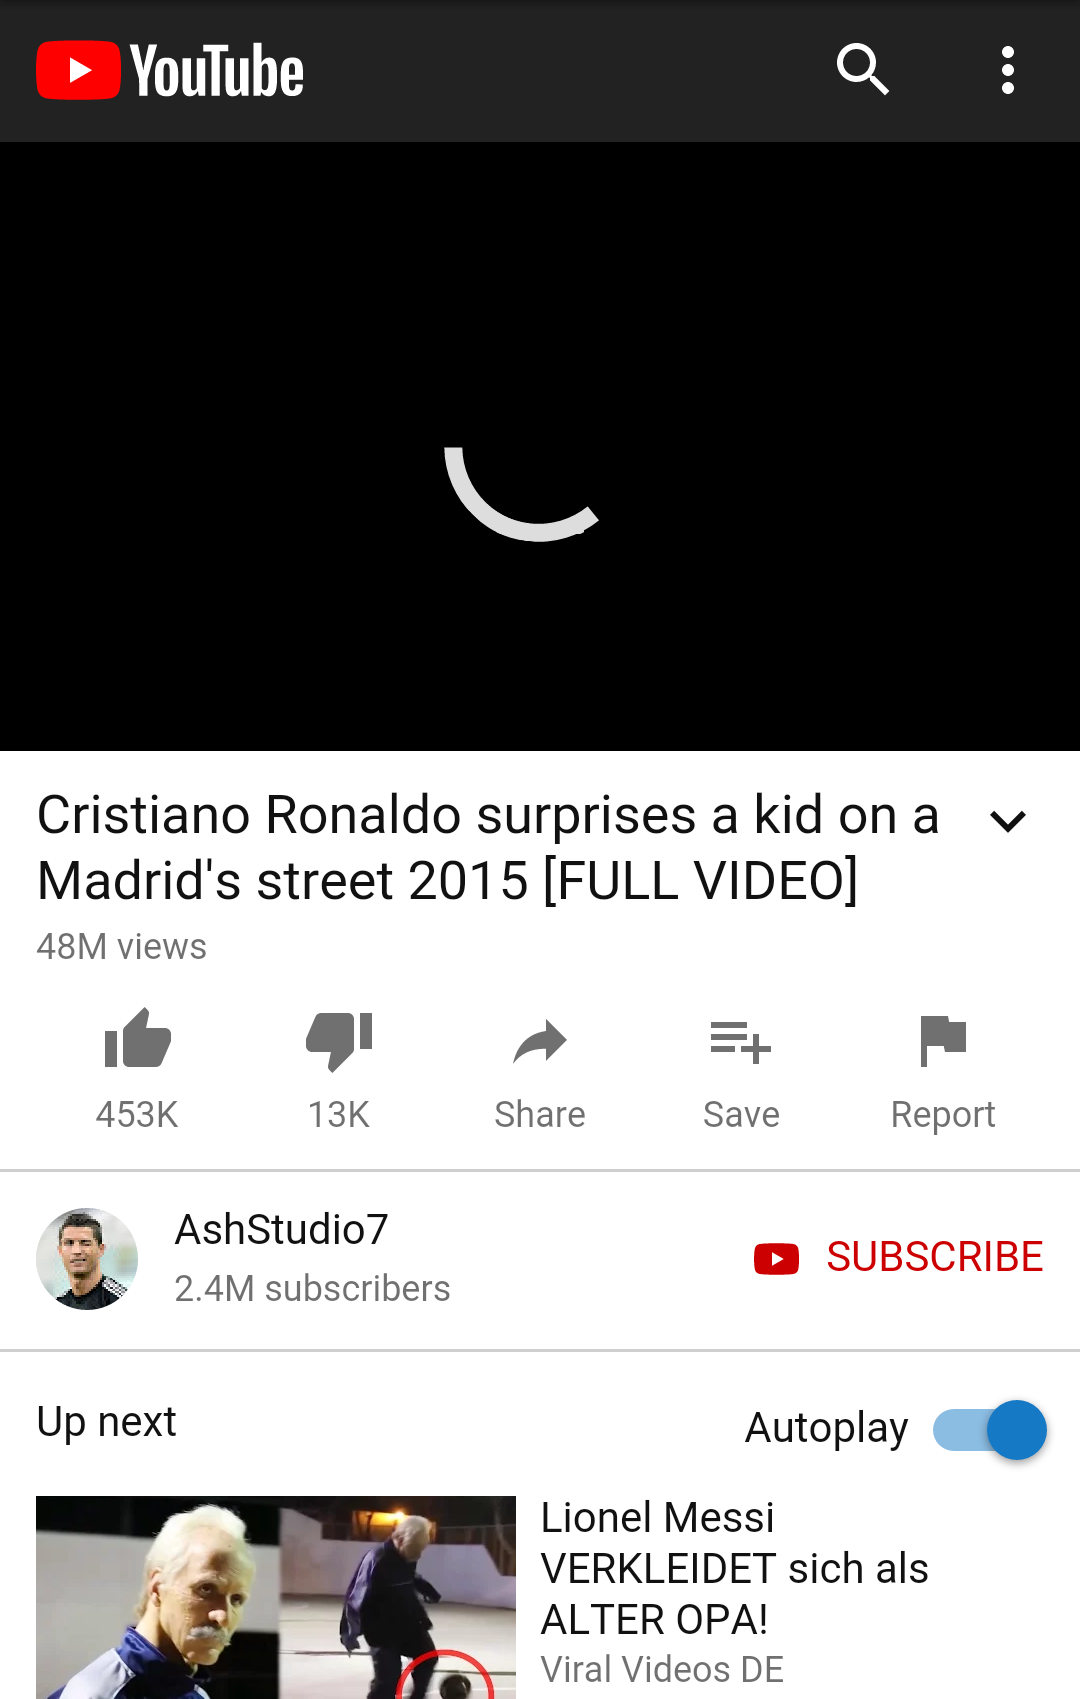 YouTube
Cristiano Ronaldo surprises a kid on a
Madrid's street 2015 [FULL VIDEO]
48M views
453K
13K
Share
Save
Report
AshStudio7
2.4M subscribers
SUBSCRIBE
Up next
Autoplay
Lionel Messi
VERKLEIDET sich als
ALTER OPA!
Viral Videos DE